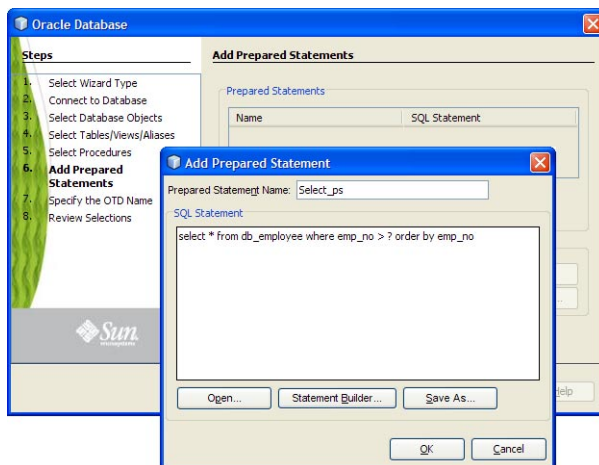 Oracle Database
Steps
1. Select Wizard Type
2. Connect to Database
3. Select Database Objects
4. Select Tables/Views/Aliases
5. Select Procedures
6. Add Prepared
Statements
7. Specify the OTD Name
8. Review Selections
Sun
microsystems
Add Prepared Statements
Prepared Statements
Name SQL Statement
Help
Add Prepared Statement
Prepared Statement Name: Select_ps
SQL Statement
select * from db_employee where emp_no > ? order by emp_no
Open... Statement Builder... Save As...
OK Cancel